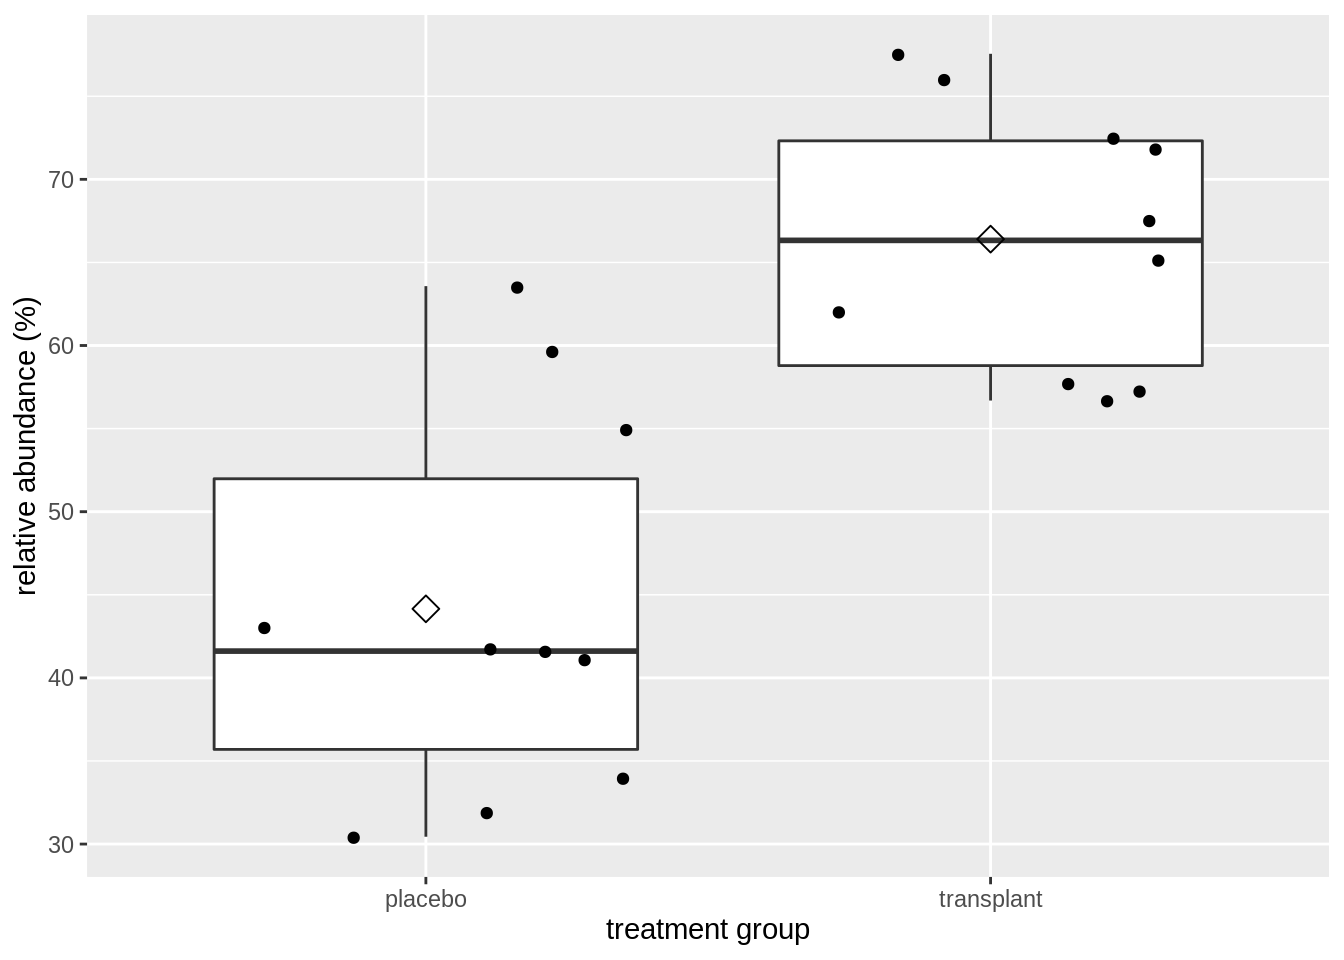 relative abundance (%)
70
60
50
40
30
placebo
transplant
treatment group